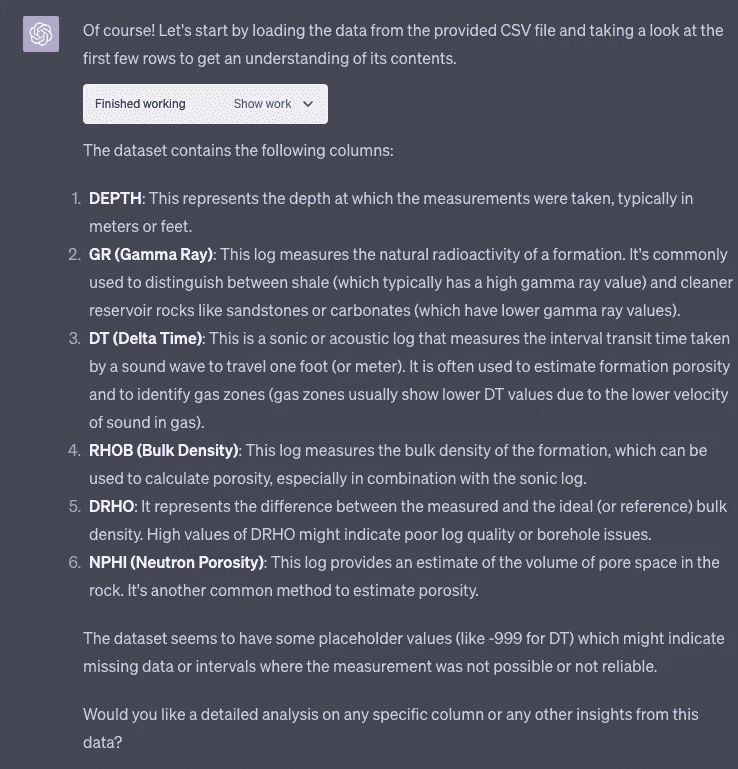 Of course! Let's start by loading the data from the provided CSV file and taking a look at the
first few rows to get an understanding of its contents.
Finished working Show work
The dataset contains the following columns:
1. DEPTH: This represents the depth at which the measurements were taken, typically in
meters or feet.
2. GR (Gamma Ray): This log measures the natural radioactivity of a formation. It's commonly
used to distinguish between shale (which typically has a high gamma ray value) and cleaner
reservoir rocks like sandstones or carbonates (which have lower gamma ray values).
3. DT (Delta Time): This is a sonic or acoustic log that measures the interval transit time taken
by a sound wave to travel one foot (or meter). It is often used to estimate formation porosity
and to identify gas zones (gas zones usually show lower DT values due to the lower velocity
of sound in gas).
4. RHOB (Bulk Density): This log measures the bulk density of the formation, which can be
used to calculate porosity, especially in combination with the sonic log.
5. DRHO: It represents the difference between the measured and the ideal (or reference) bulk
density. High values of DRHO might indicate poor log quality or borehole issues.
6. NPHI (Neutron Porosity): This log provides an estimate of the volume of pore space in the
rock. It's another common method to estimate porosity.
The dataset seems to have some placeholder values (like -999 for DT) which might indicate
missing data or intervals where the measurement was not possible or not reliable.
Would you like a detailed analysis on any specific column or any other insights from this
data?